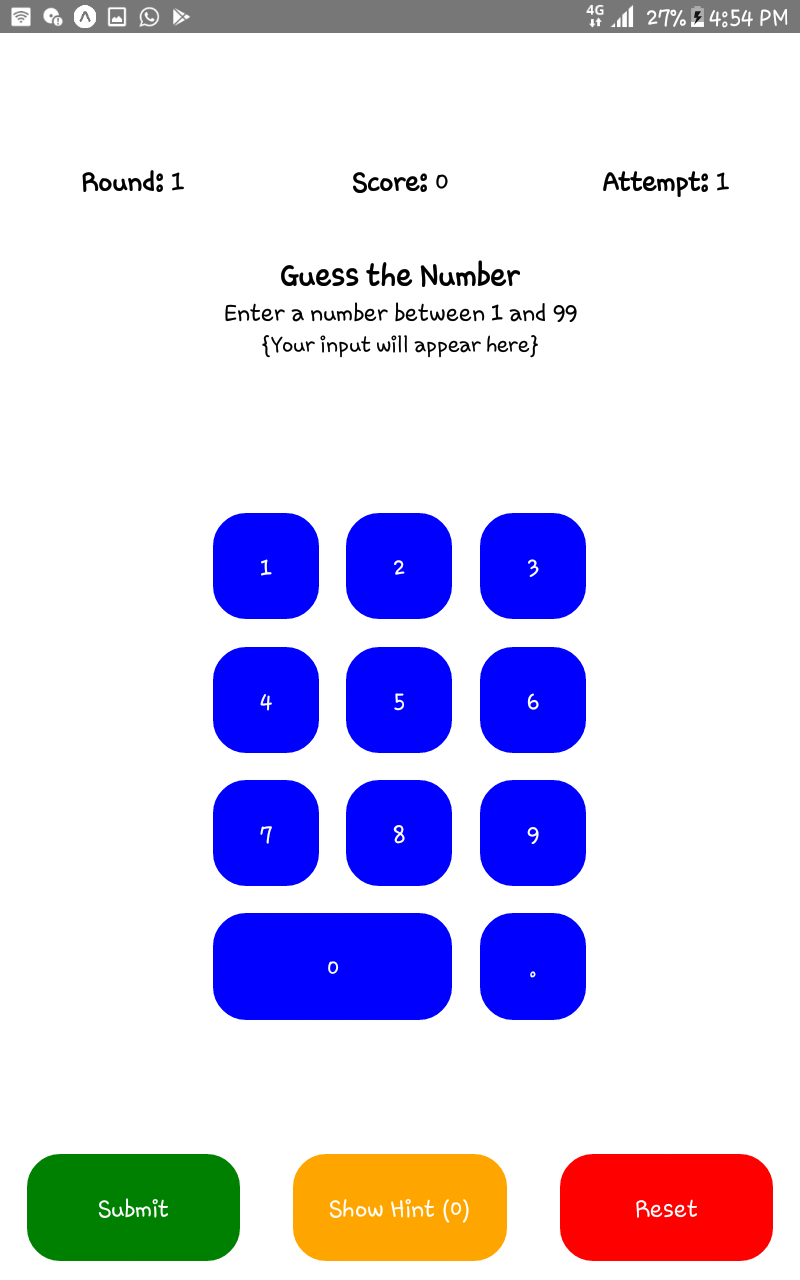 4G 27% 4:54 PM
Round: 1 Score: 0 Attempt: 1
Guess the Number
Enter a number between 1 and 99
{Your input will appear here}
1 2 3
4 5 6
7 8 9
0 .
Submit Show Hint (0) Reset